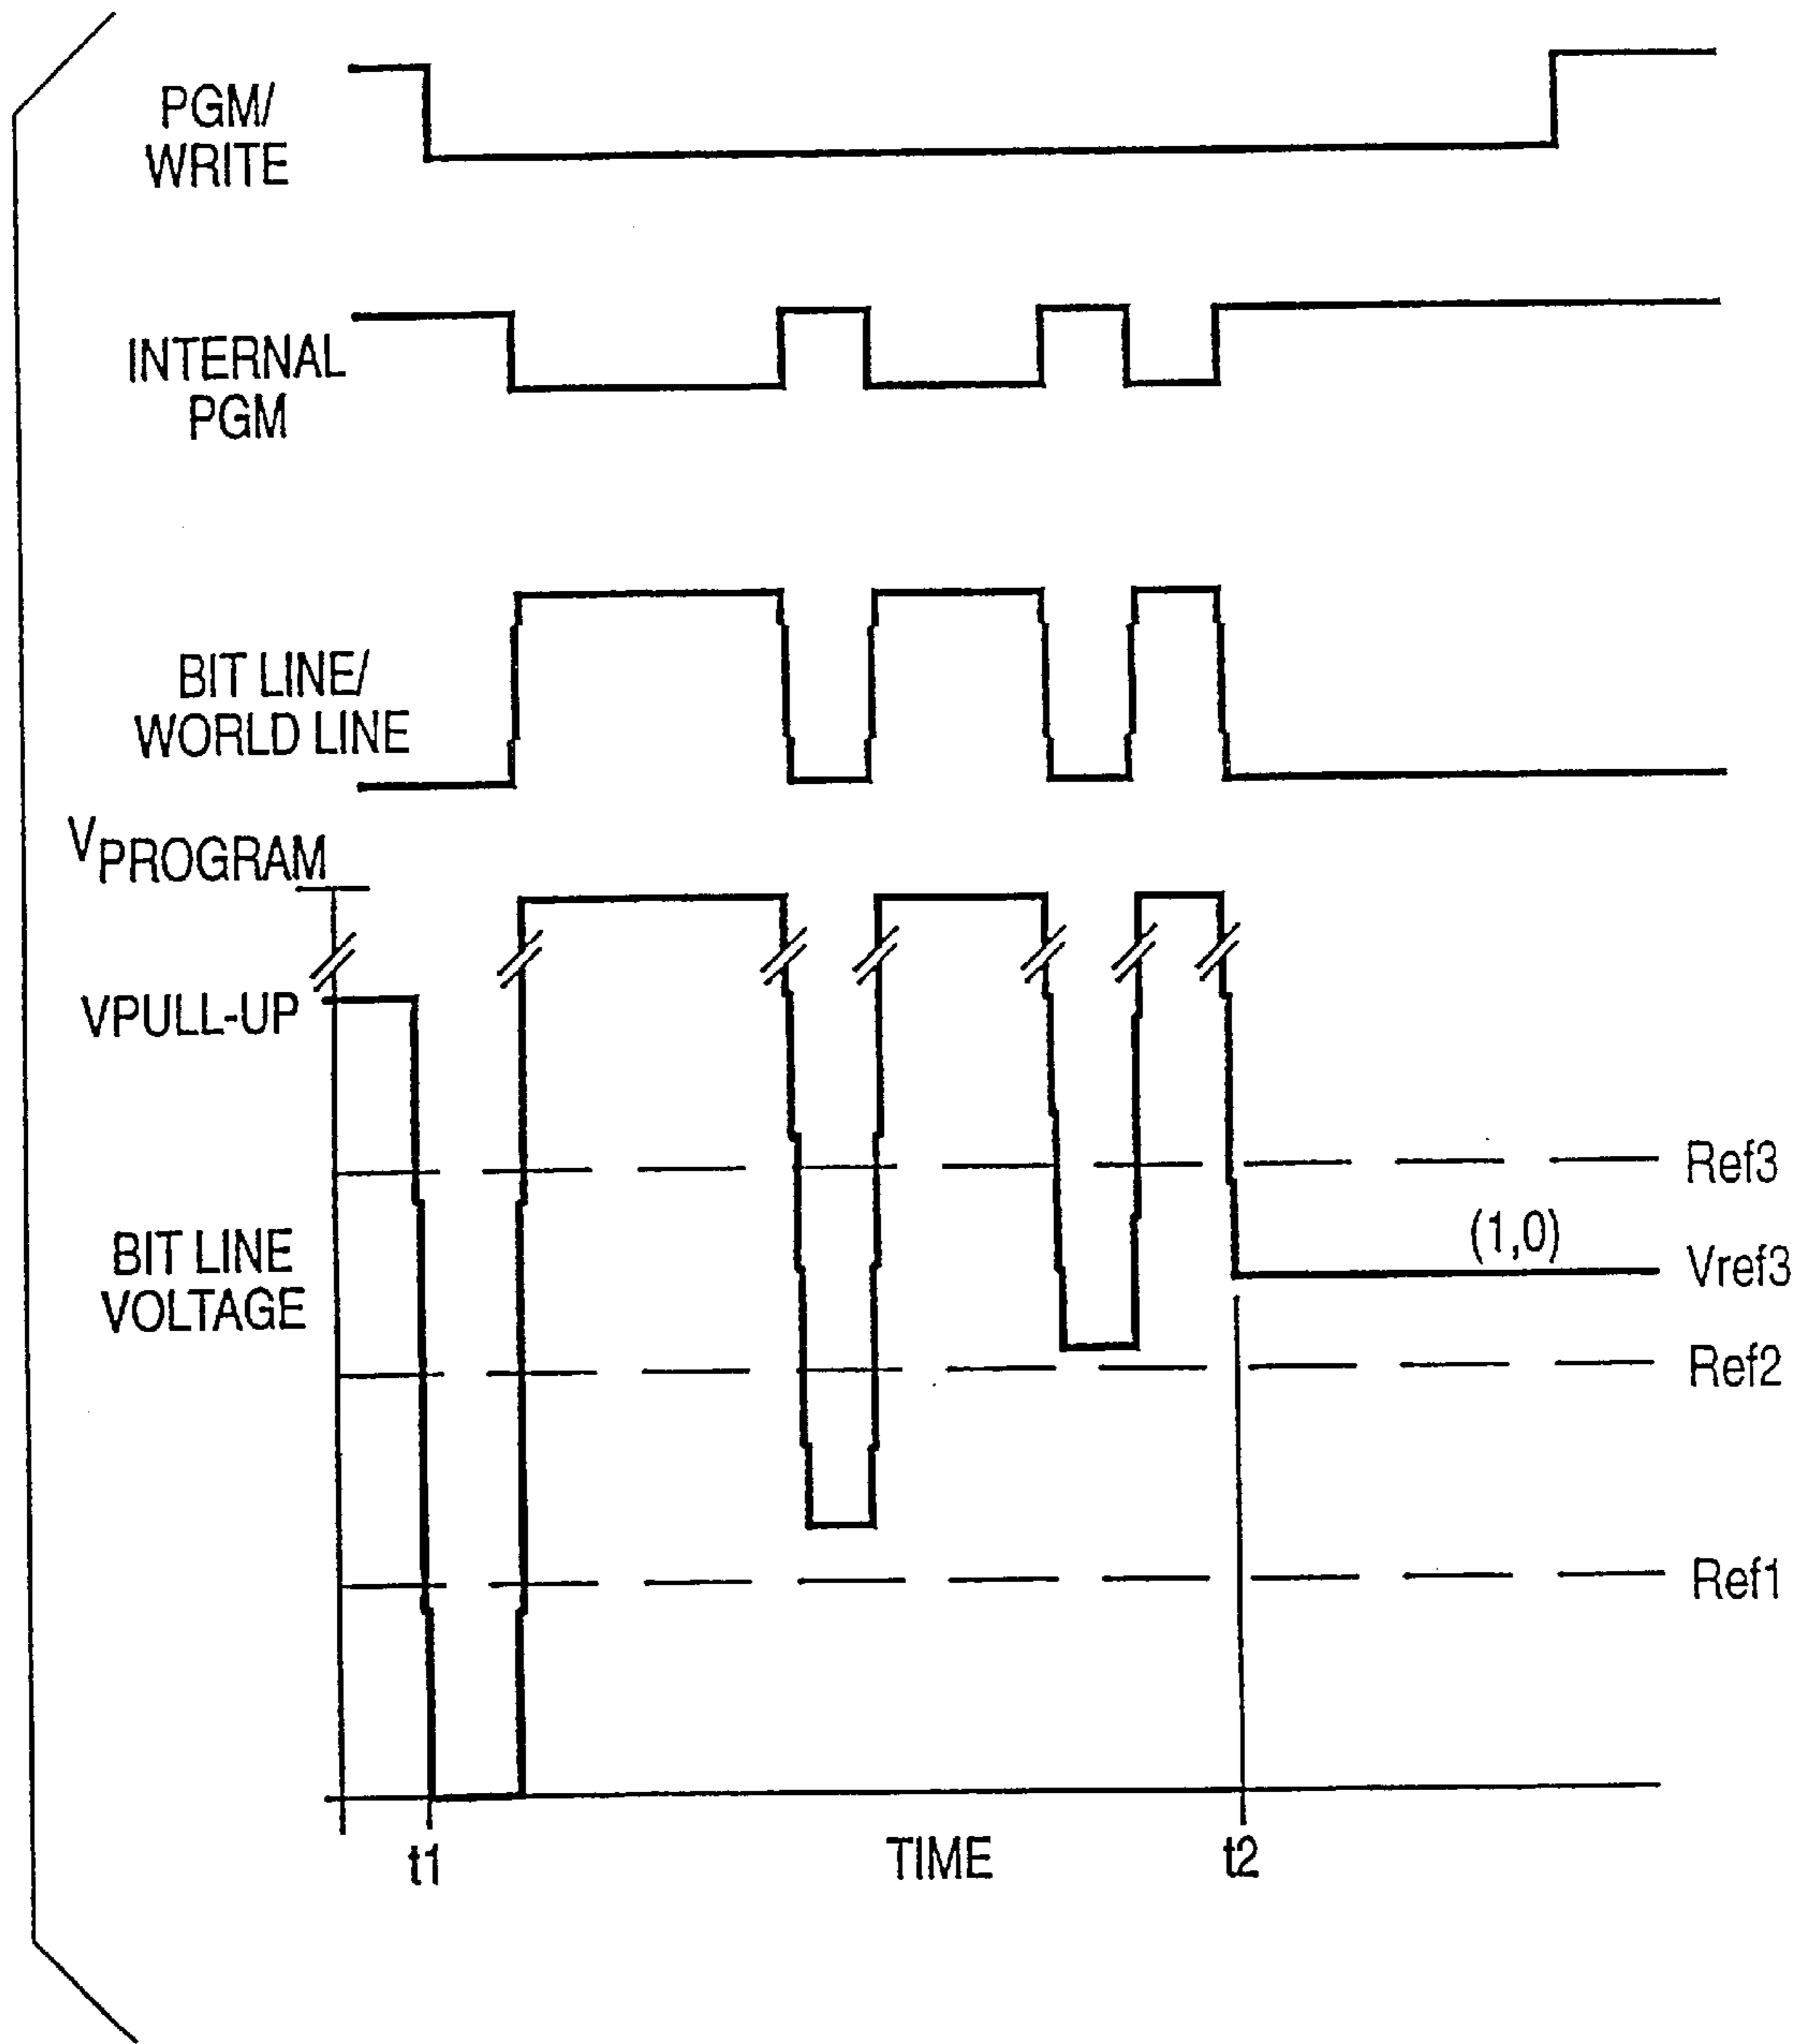 PGM/
WRITE
INTERNAL
PGM
BIT LINE/
WORLD LINE
VPROGRAM
VPULL-UP
Ref3
(1,0)
BIT LINE
VOLTAGE
Vref3
Ref2
Ref1
t1
TIME
t2